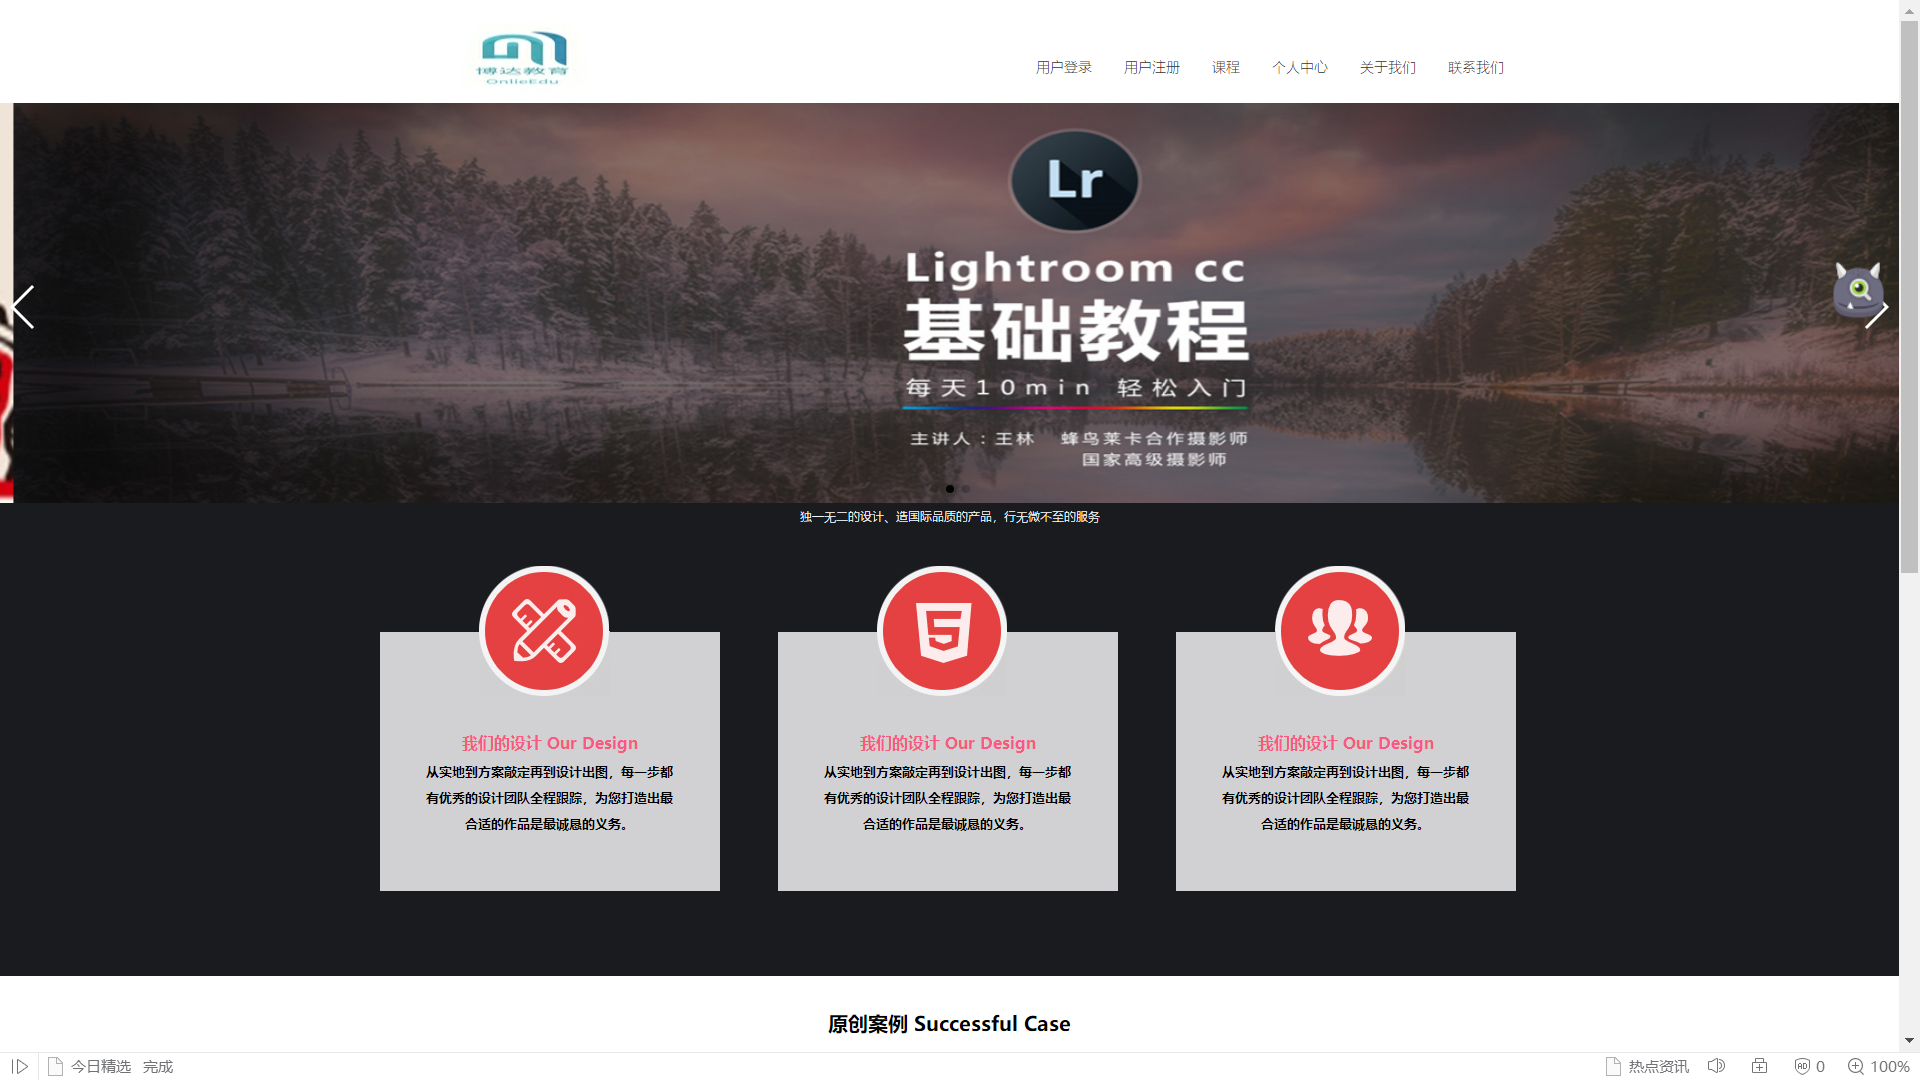 博达教育
OnlieEdu
用户登录 用户注册 课程 个人中心 关于我们 联系我们
Lr
Lightroom cc
基础教程
每天10min 轻松入门
主讲人：王林 蜂鸟莱卡合作摄影师
国家高级摄影师
独一无二的设计、造国际品质的产品，行无微不至的服务
我们的设计 Our Design
从实地到方案敲定再到设计出图，每一步都
有优秀的设计团队全程跟踪，为您打造出最
合适的作品是最诚恳的义务。
我们的设计 Our Design
从实地到方案敲定再到设计出图，每一步都
有优秀的设计团队全程跟踪，为您打造出最
合适的作品是最诚恳的义务。
我们的设计 Our Design
从实地到方案敲定再到设计出图，每一步都
有优秀的设计团队全程跟踪，为您打造出最
合适的作品是最诚恳的义务。
原创案例 Successful Case
今日精选 完成 热点资讯 AD 0 100%